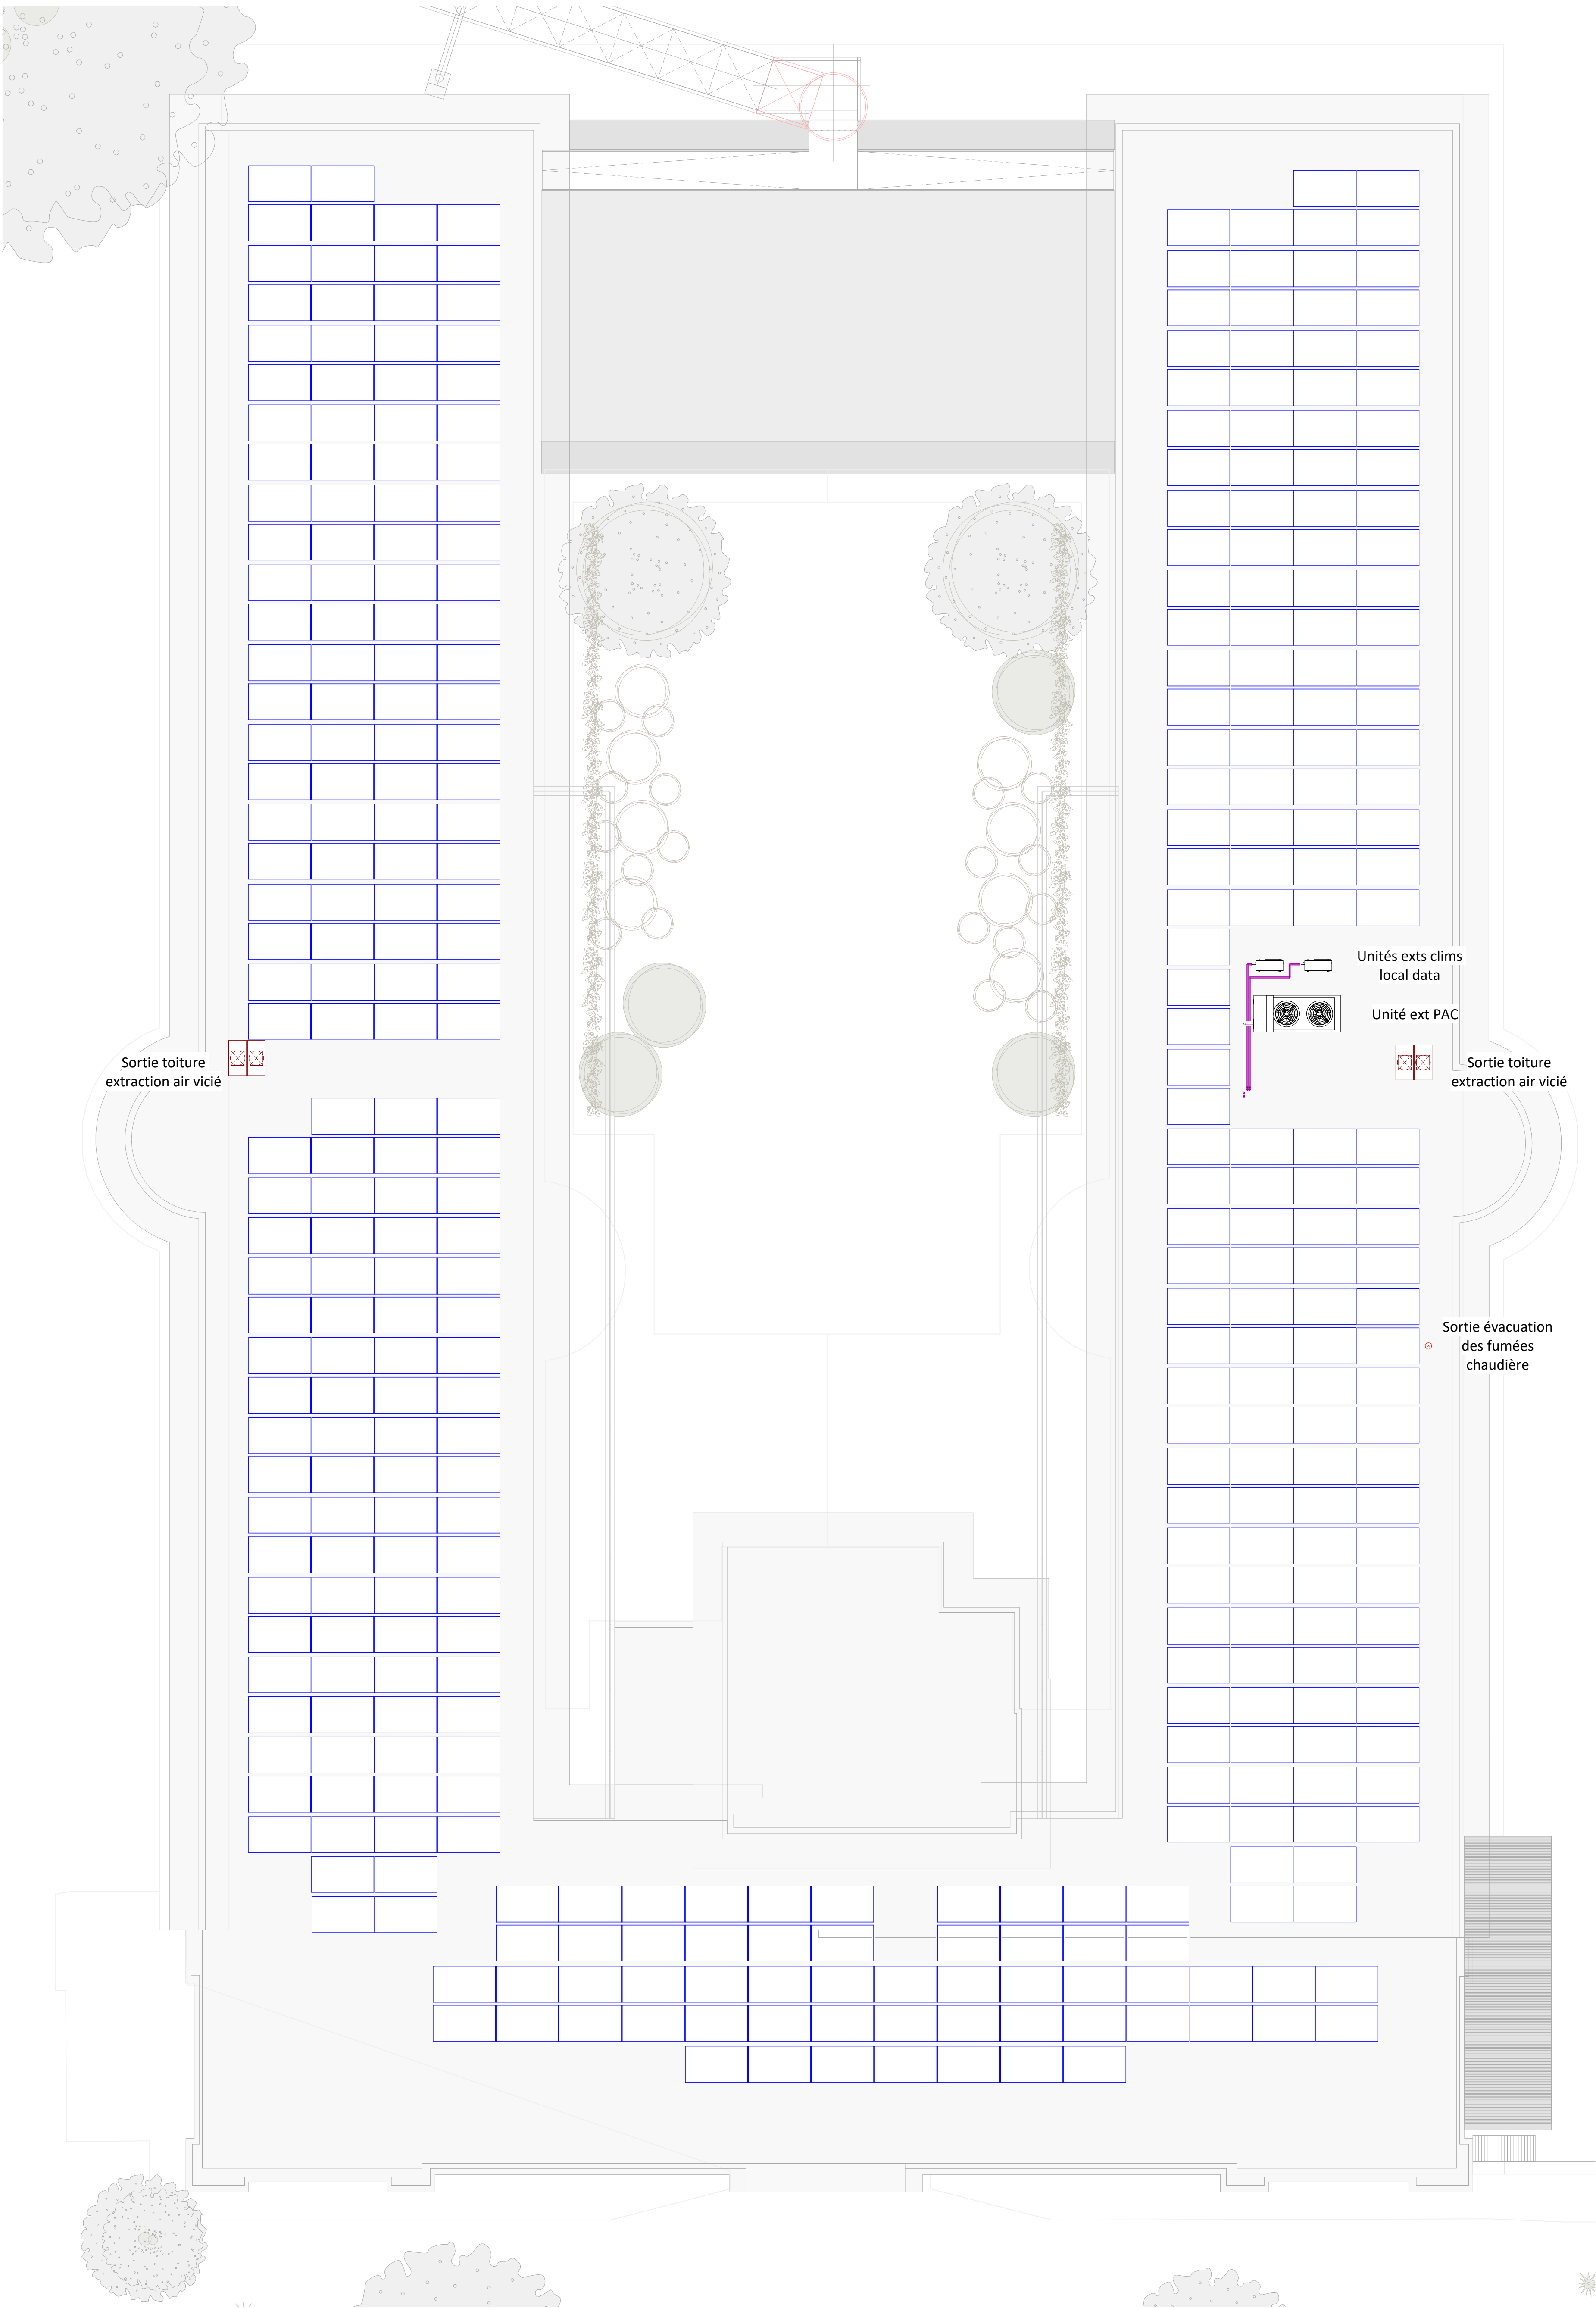 Unités exts clims
local data
Unité ext PAC
Sortie toiture
extraction air vicié
Sortie toiture
extraction air vicié
Sortie évacuation
des fumées
chaudière